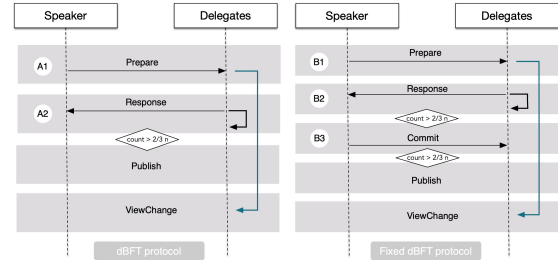 Speaker
Delegates
A1
Prepare
A2
Response
count > 2/3 n
Publish
ViewChange
dBFT protocol
Speaker
Delegates
B1
Prepare
B2
Response
count > 2/3 n
B3
Commit
count > 2/3 n
Publish
ViewChange
Fixed dBFT protocol